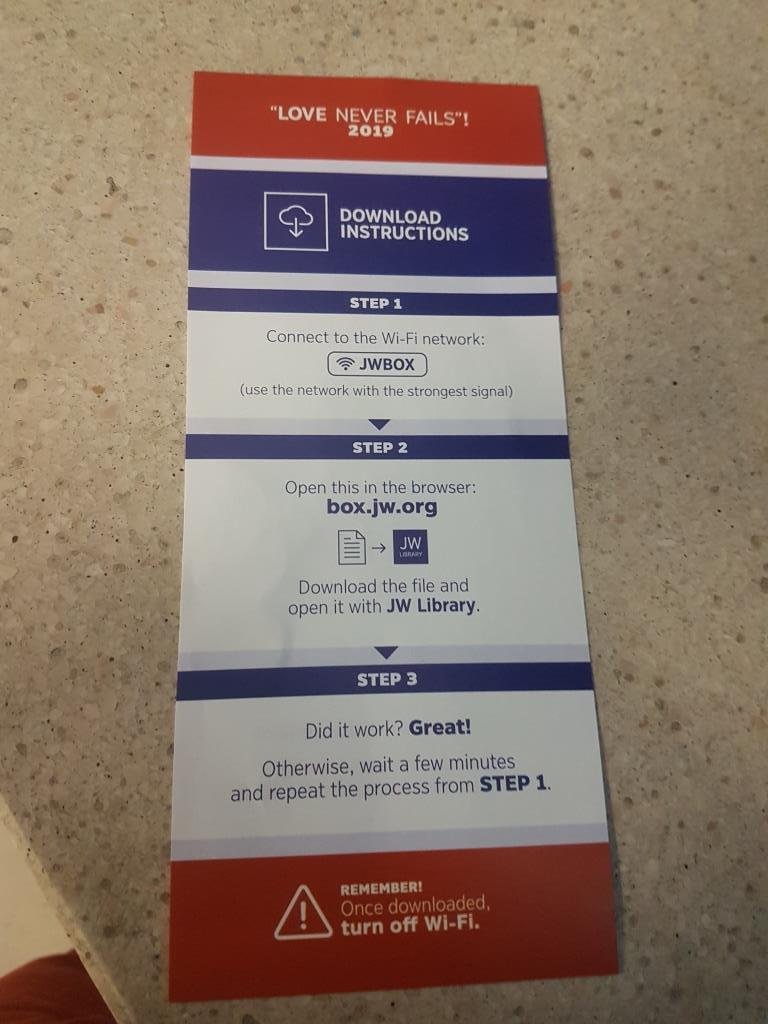 "LOVE NEVER FAILS"!
2019
DOWNLOAD
INSTRUCTIONS
STEP 1
Connect to the Wi-Fi network:
JWBOX
(use the network with the strongest signal)
STEP 2
Open this in the browser:
box.jw.org
JW
LIBRARY
Download the file and
open it with JW Library.
STEP 3
Did it work? Great!
Otherwise, wait a few minutes
and repeat the process from STEP 1.
REMEMBER!
Once downloaded,
turn off Wi-Fi.